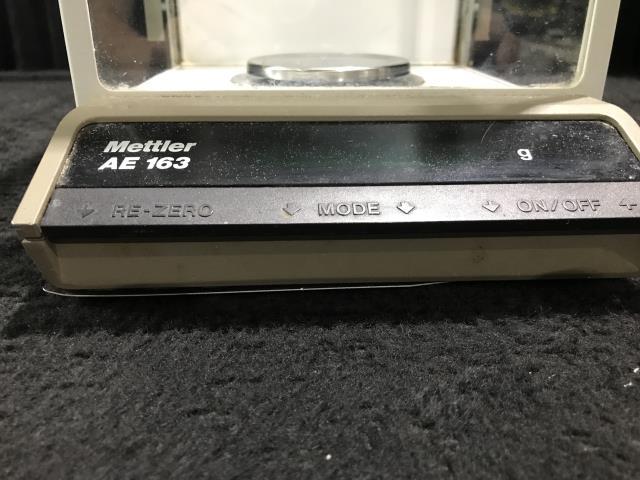 Mettler
AE 163
g
RE-ZERO MODE ON/OFF